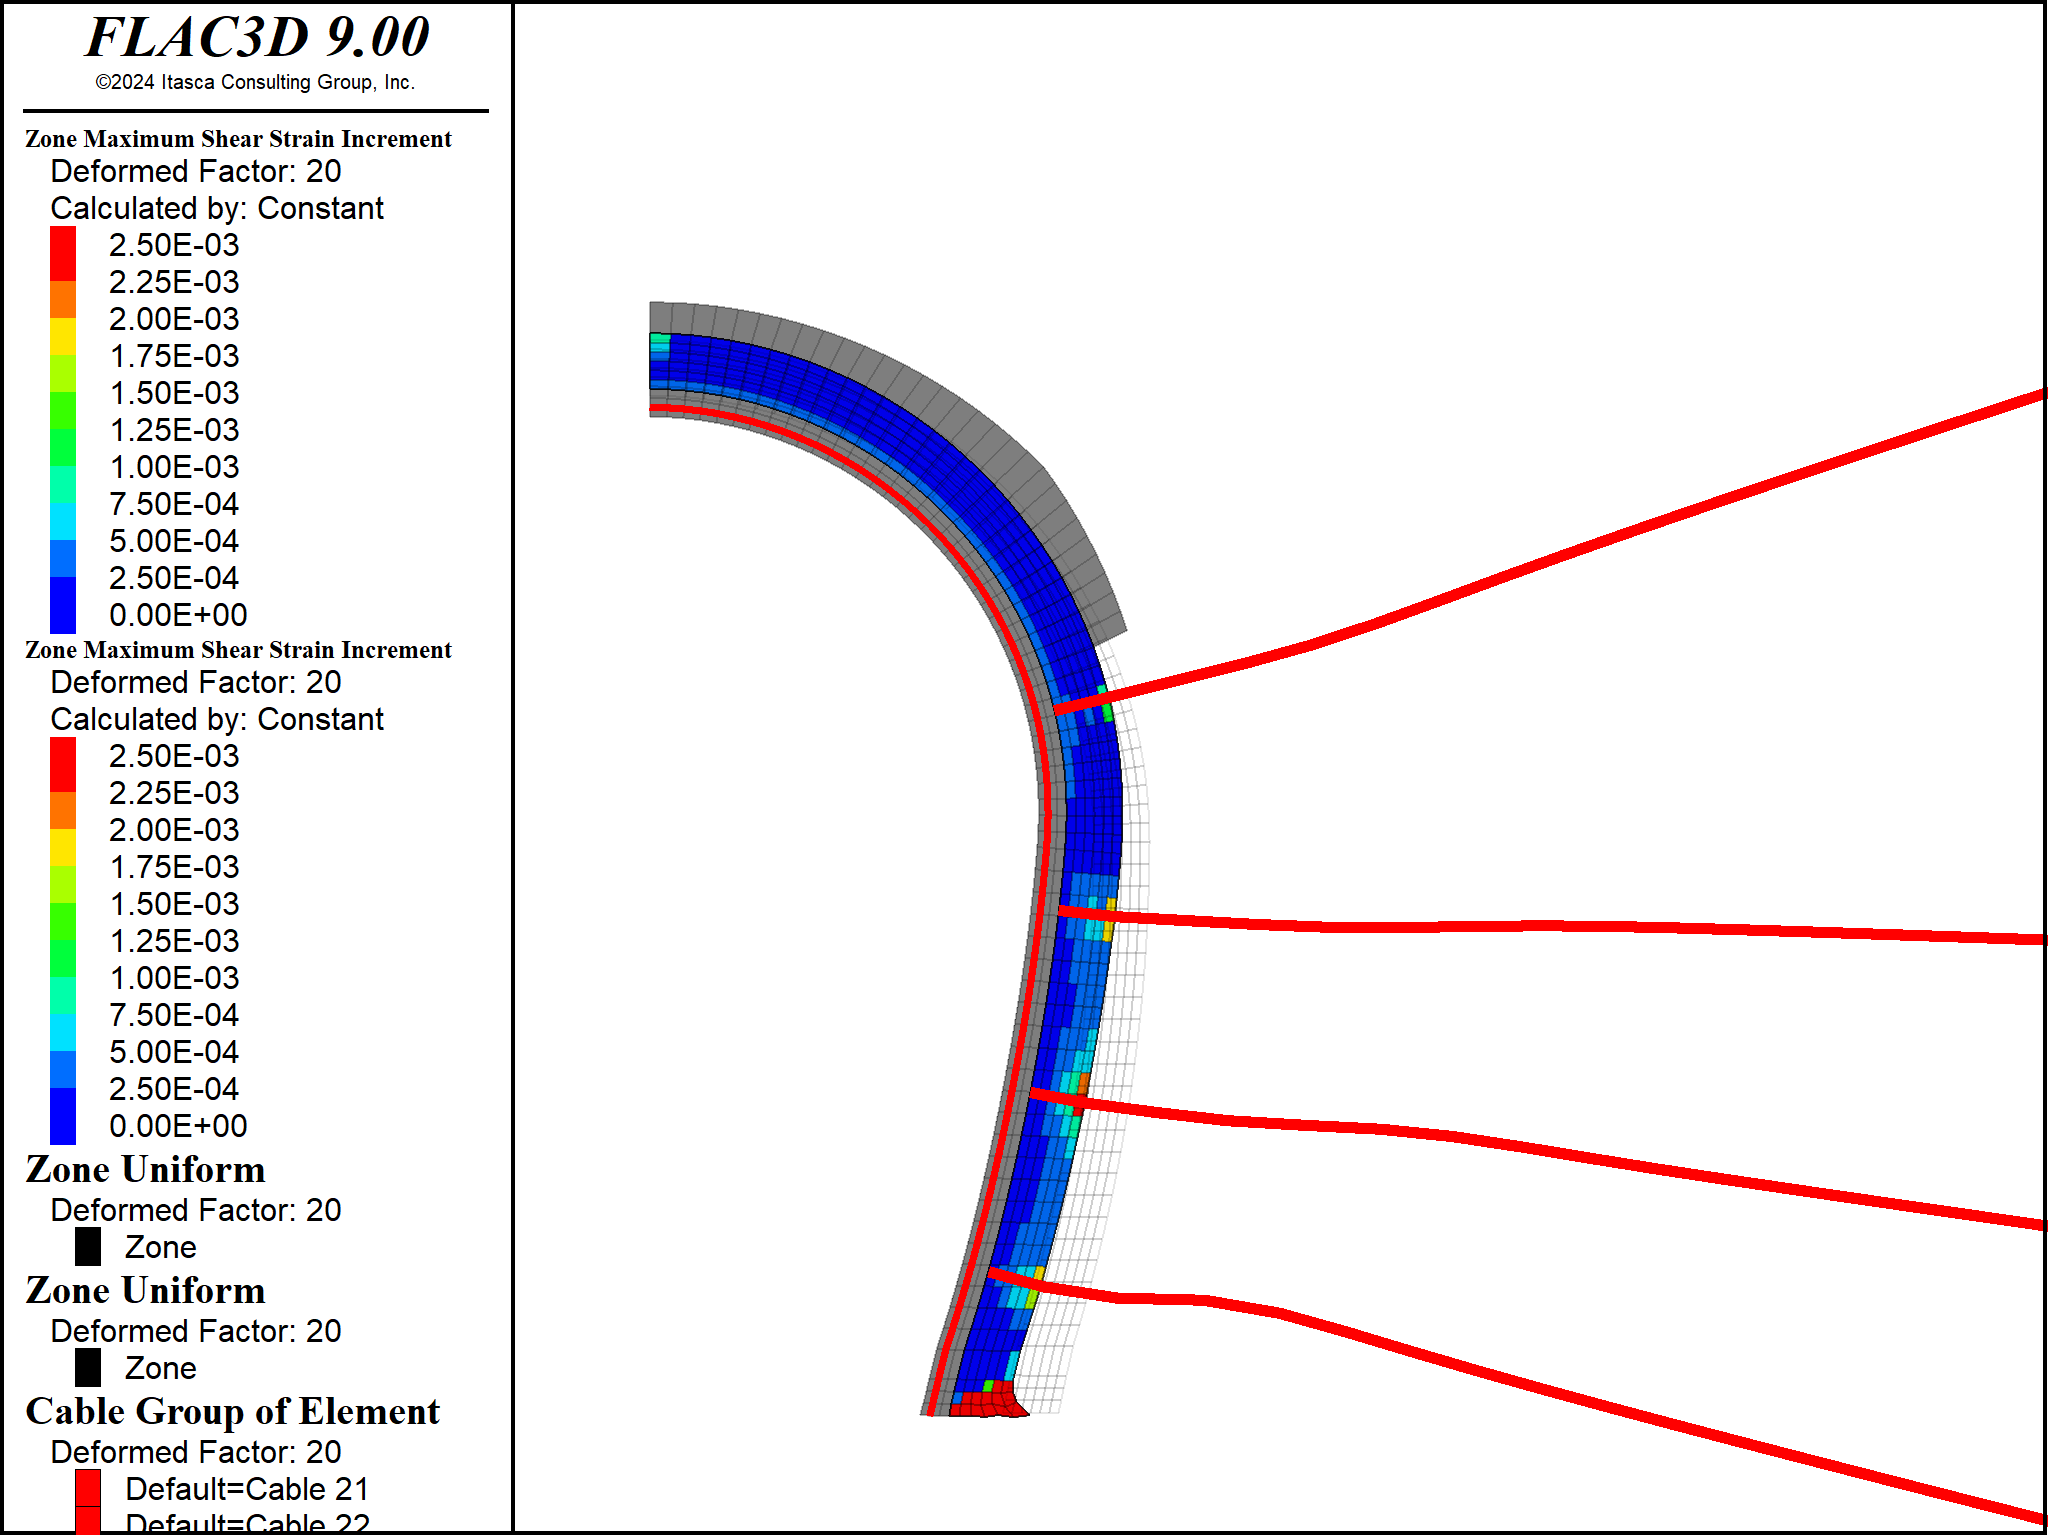 FLAC3D 9.00
©2024 Itasca Consulting Group, Inc.
Zone Maximum Shear Strain Increment
Deformed Factor: 20
Calculated by: Constant
2.50E-03
2.25E-03
2.00E-03
1.75E-03
1.50E-03
1.25E-03
1.00E-03
7.50E-04
5.00E-04
2.50E-04
0.00E+00
Zone Maximum Shear Strain Increment
Deformed Factor: 20
Calculated by: Constant
2.50E-03
2.25E-03
2.00E-03
1.75E-03
1.50E-03
1.25E-03
1.00E-03
7.50E-04
5.00E-04
2.50E-04
0.00E+00
Zone Uniform
Deformed Factor: 20
Zone
Zone Uniform
Deformed Factor: 20
Zone
Cable Group of Element
Deformed Factor: 20
Default=Cable 21
Default=Cable 22